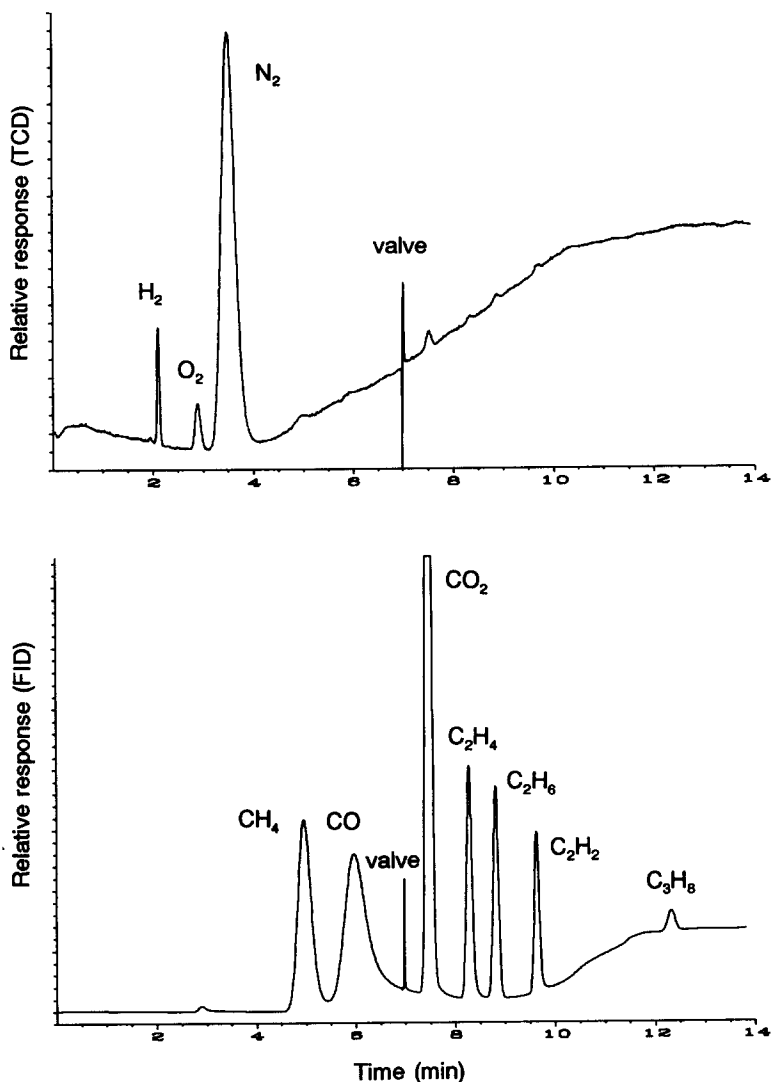 Relative response (TCD)
N₂
valve
H₂
O₂
2 4 6 8 10 12 14
Relative response (FID)
CO₂
C₂H₄
C₂H₆
CH₄ CO
C₂H₂
valve
C₃H₈
2 4 6 8 10 12 14
Time (min)